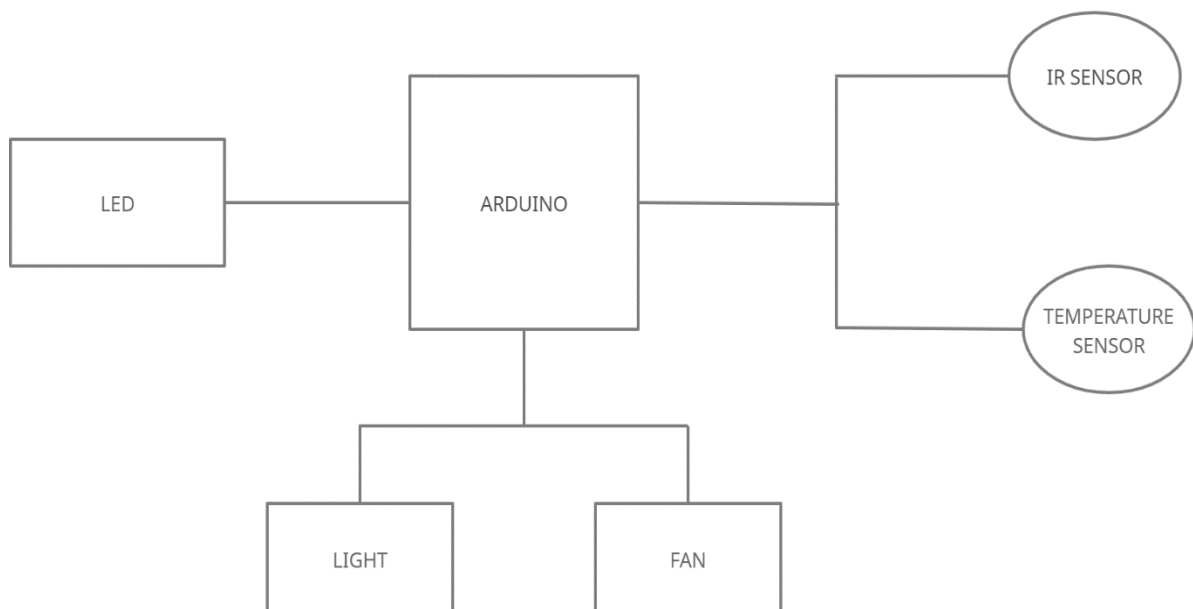 IR SENSOR
LED
ARDUINO
TEMPERATURE
SENSOR
LIGHT
FAN